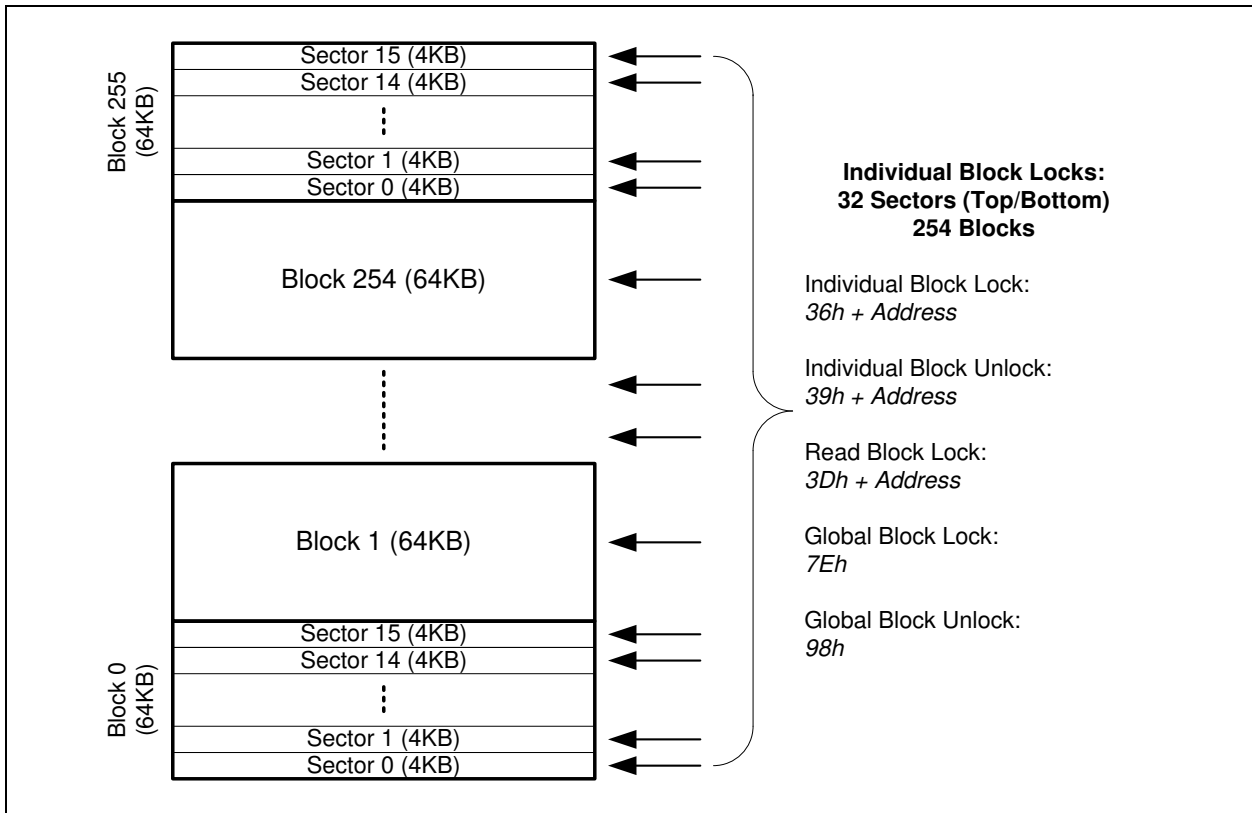 Block 255
(64KB)
Sector 15 (4KB)
Sector 14 (4KB)
Sector 1 (4KB)
Sector 0 (4KB)
Block 254 (64KB)
Block 1 (64KB)
Block 0
(64KB)
Sector 15 (4KB)
Sector 14 (4KB)
Sector 1 (4KB)
Sector 0 (4KB)
Individual Block Locks:
32 Sectors (Top/Bottom)
254 Blocks
Individual Block Lock:
36h + Address
Individual Block Unlock:
39h + Address
Read Block Lock:
3Dh + Address
Global Block Lock:
7Eh
Global Block Unlock:
98h